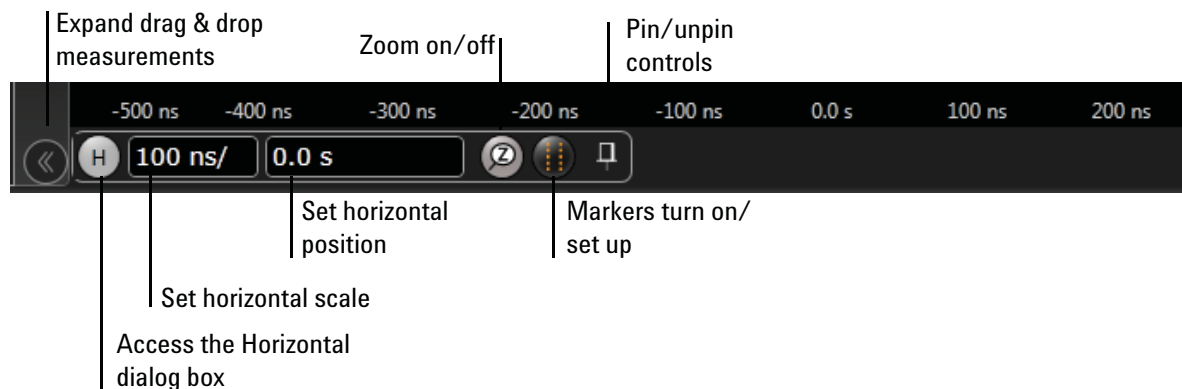 Expand drag & drop
measurements
Zoom on/off
Pin/unpin
controls
-500 ns -400 ns -300 ns -200 ns -100 ns 0.0 s 100 ns 200 ns
H 100 ns/ 0.0 s Z
Set horizontal
position
Markers turn on/
set up
Set horizontal scale
Access the Horizontal
dialog box